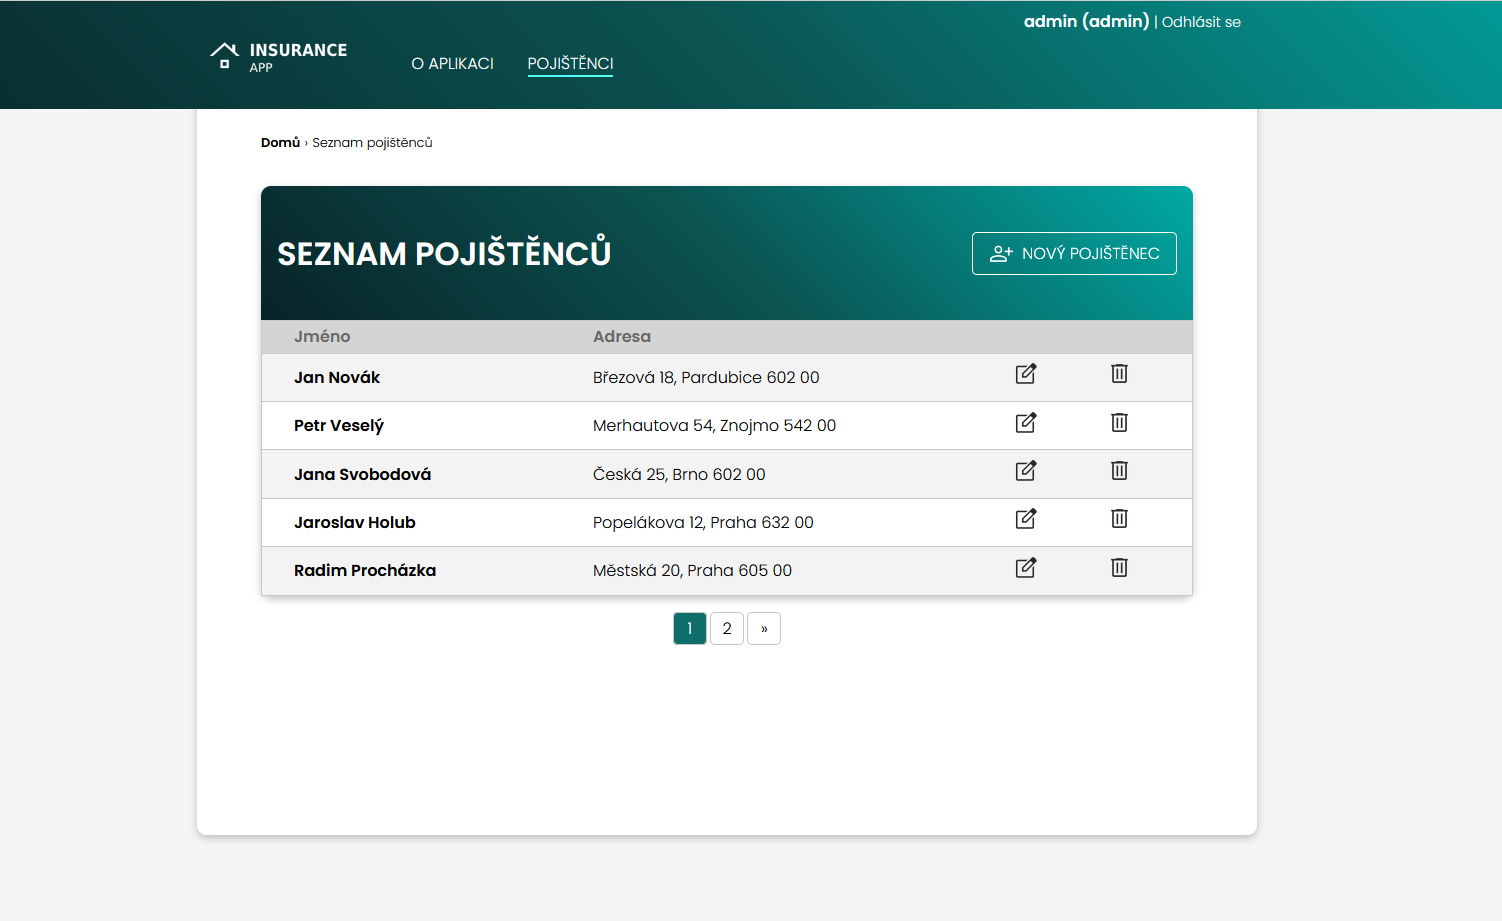 admin (admin) | Odhlásit se
INSURANCE
APP
O APLIKACI POJIŠTĚNCI
Domů › Seznam pojištěnců
SEZNAM POJIŠTĚNCŮ
NOVÝ POJIŠTĚNEC
Jméno Adresa
Jan Novák Březová 18, Pardubice 602 00
Petr Veselý Merhautova 54, Znojmo 542 00
Jana Svobodová Česká 25, Brno 602 00
Jaroslav Holub Popelákova 12, Praha 632 00
Radim Procházka Městská 20, Praha 605 00
1 2 »